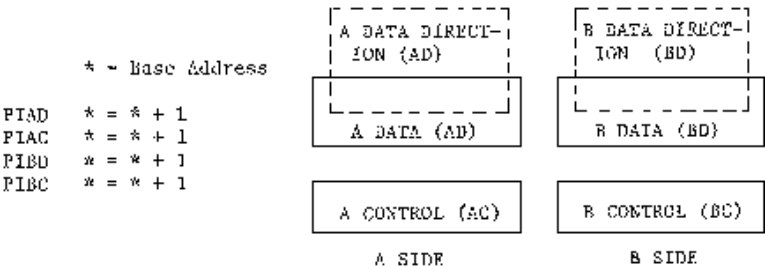 * = Base Address
PIAD * = * + 1
PIAC * = * + 1
PIBD * = * + 1
PIBC * = * + 1
A DATA DIRECT-
ION (AD)
A DATA (AD)
A CONTROL (AC)
A SIDE
B DATA DIRECT-
ION (BD)
B DATA (BD)
B CONTROL (BC)
B SIDE